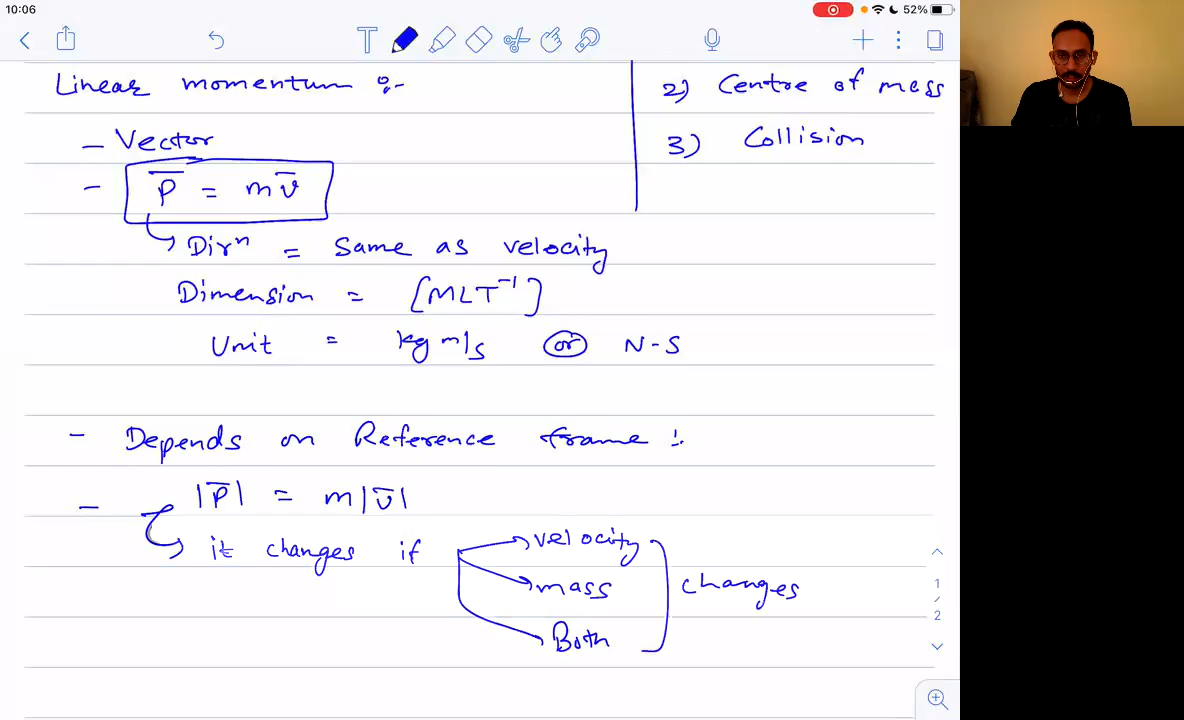 10:06
52%
Linear momentum :-
- Vector
- P̅ = mv̅
Dirⁿ = Same as velocity
Dimension = [MLT⁻¹]
Unit = kg m/s or N-S
- Depends on Reference frame :
- |P̅| = m|v̅|
it changes if
velocity
mass
Both
changes
2) Centre of mass
3) Collision
1
/
2